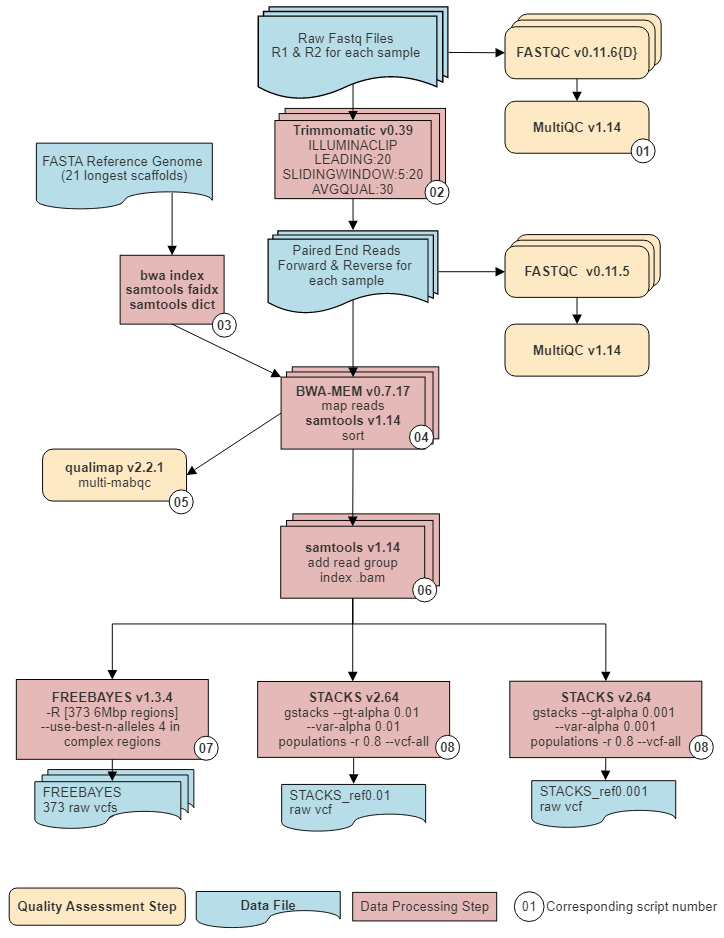 Raw Fastq Files
R1 & R2 for each sample
FASTQC v0.11.6{D}
MultiQC v1.14
01
Trimmomatic v0.39
ILLUMINACLIP
LEADING:20
SLIDINGWINDOW:5:20
AVGQUAL:30
02
FASTA Reference Genome
(21 longest scaffolds)
Paired End Reads
Forward & Reverse for
each sample
FASTQC v0.11.5
MultiQC v1.14
bwa index
samtools faidx
samtools dict
03
BWA-MEM v0.7.17
map reads
samtools v1.14
sort
04
qualimap v2.2.1
multi-mabqc
05
samtools v1.14
add read group
index .bam
06
FREEBAYES v1.3.4
-R [373 6Mbp regions]
--use-best-n-alleles 4 in
complex regions
07
STACKS v2.64
gstacks --gt-alpha 0.01
--var-alpha 0.01
populations -r 0.8 --vcf-all
08
STACKS v2.64
gstacks --gt-alpha 0.001
--var-alpha 0.001
populations -r 0.8 --vcf-all
08
FREEBAYES
373 raw vcfs
STACKS_ref0.01
raw vcf
STACKS_ref0.001
raw vcf
Quality Assessment Step
Data File
Data Processing Step
01 Corresponding script number